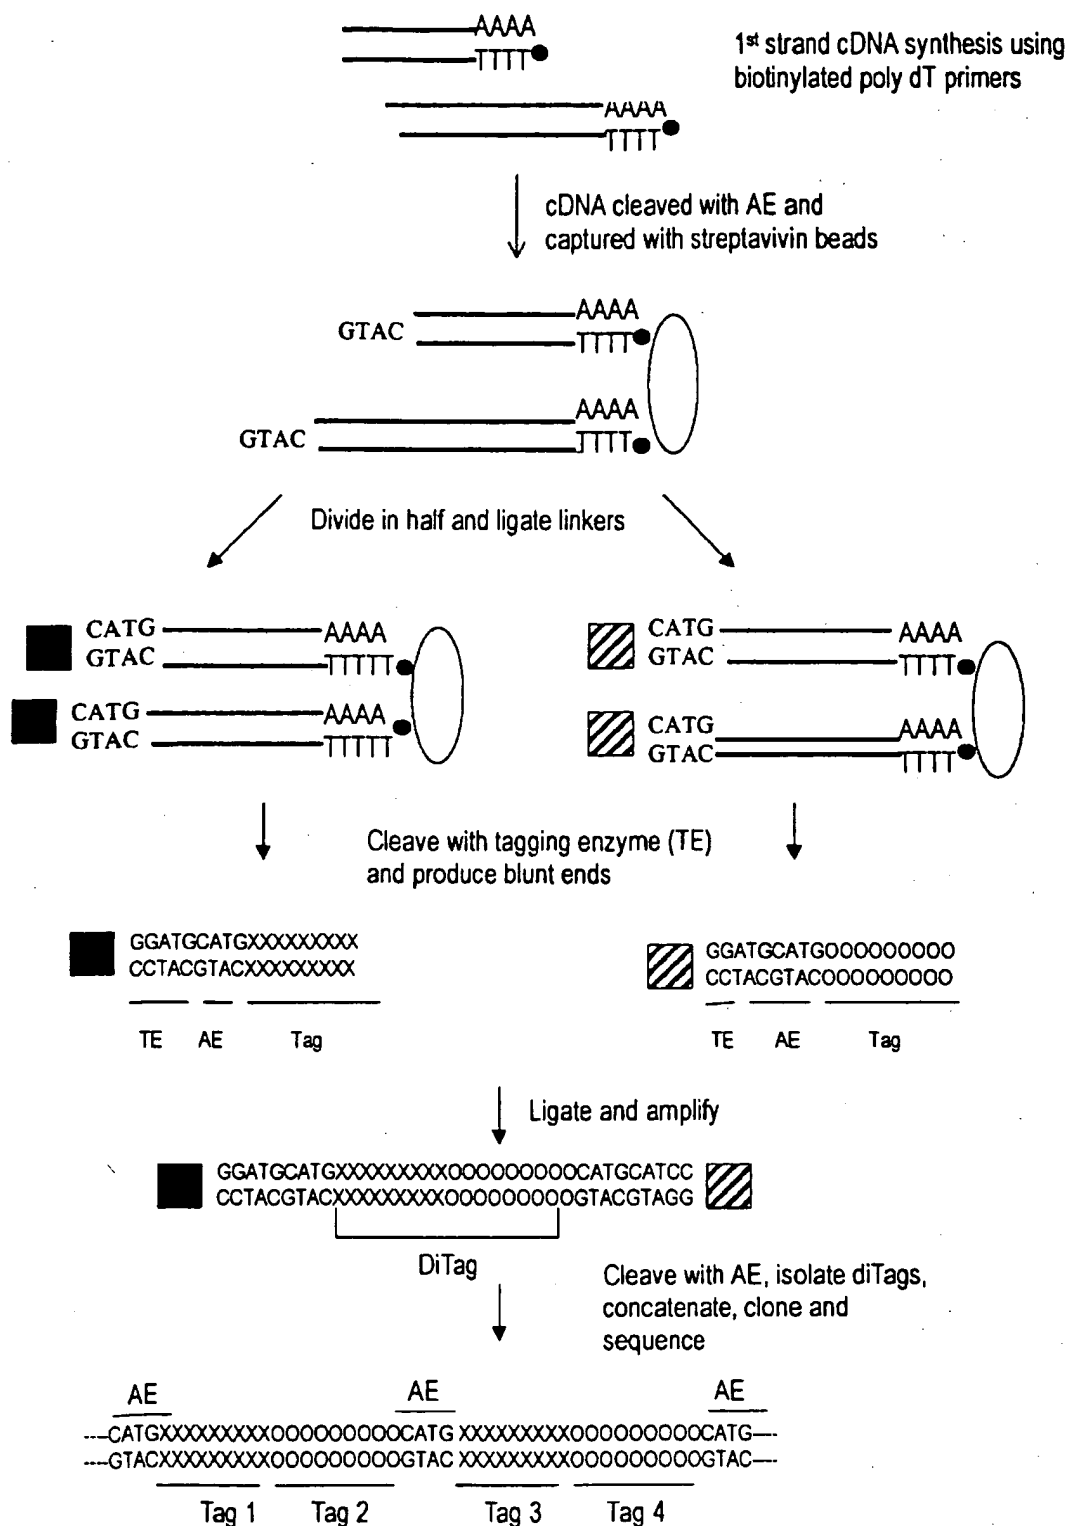 AAAA
TTTT
1st strand cDNA synthesis using
biotinylated poly dT primers
AAAA
TTTT
cDNA cleaved with AE and
captured with streptavivin beads
AAAA
GTAC
TTTT
AAAA
GTAC
TTTT
Divide in half and ligate linkers
CATG AAAA
GTAC TTTTT
CATG AAAA
GTAC TTTTT
CATG AAAA
GTAC TTTT
CATG AAAA
GTAC TTTT
Cleave with tagging enzyme (TE)
and produce blunt ends
GGATGCATGXXXXXXXXX
CCTACGTACXXXXXXXXX
TE AE Tag
GGATGCATGOOOOOOOOO
CCTACGTACOOOOOOOOO
TE AE Tag
Ligate and amplify
GGATGCATGXXXXXXXXXOOOOOOOOOCATGCATCC
CCTACGTACXXXXXXXXXOOOOOOOOOGTACGTAGG
DiTag
Cleave with AE, isolate diTags,
concatenate, clone and
sequence
AE AE AE
----CATGXXXXXXXXXOOOOOOOOOCATGXXXXXXXXXOOOOOOOOOCATG----
----GTACXXXXXXXXXOOOOOOOOOGTACXXXXXXXXXOOOOOOOOOGTAC----
Tag 1 Tag 2 Tag 3 Tag 4